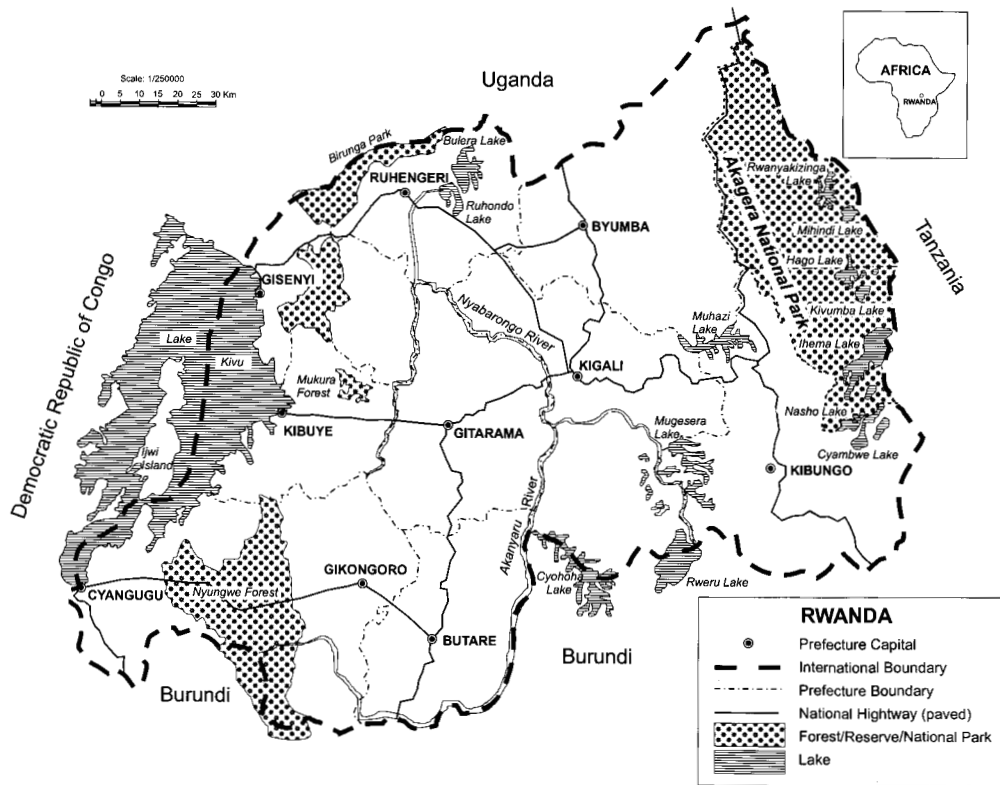 Scale: 1/250000
0 5 10 15 20 25 30 Km
Uganda
AFRICA
RWANDA
Birunga Park
Bulera Lake
RUHENGERI
Ruhondo
Lake
BYUMBA
Akagera National Park
Rwanyakizinga
Lake
Mihindi Lake
Hago Lake
Kivumba Lake
Ihema Lake
Tanzania
Democratic Republic of Congo
GISENYI
Lake
Kivu
Nyabarongo
River
Muhazi
Lake
Mukura
Forest
KIGALI
KIBUYE
GITARAMA
Mugesera
Lake
Nasho Lake
Cyambwe Lake
KIBUNGO
Ijwi
Island
Akanyaru River
Cyohoha
Lake
Rweru Lake
CYANGUGU
Nyungwe Forest
GIKONGORO
BUTARE
Burundi
Burundi
RWANDA
Prefecture Capital
International Boundary
Prefecture Boundary
National Hightway (paved)
Forest/Reserve/National Park
Lake